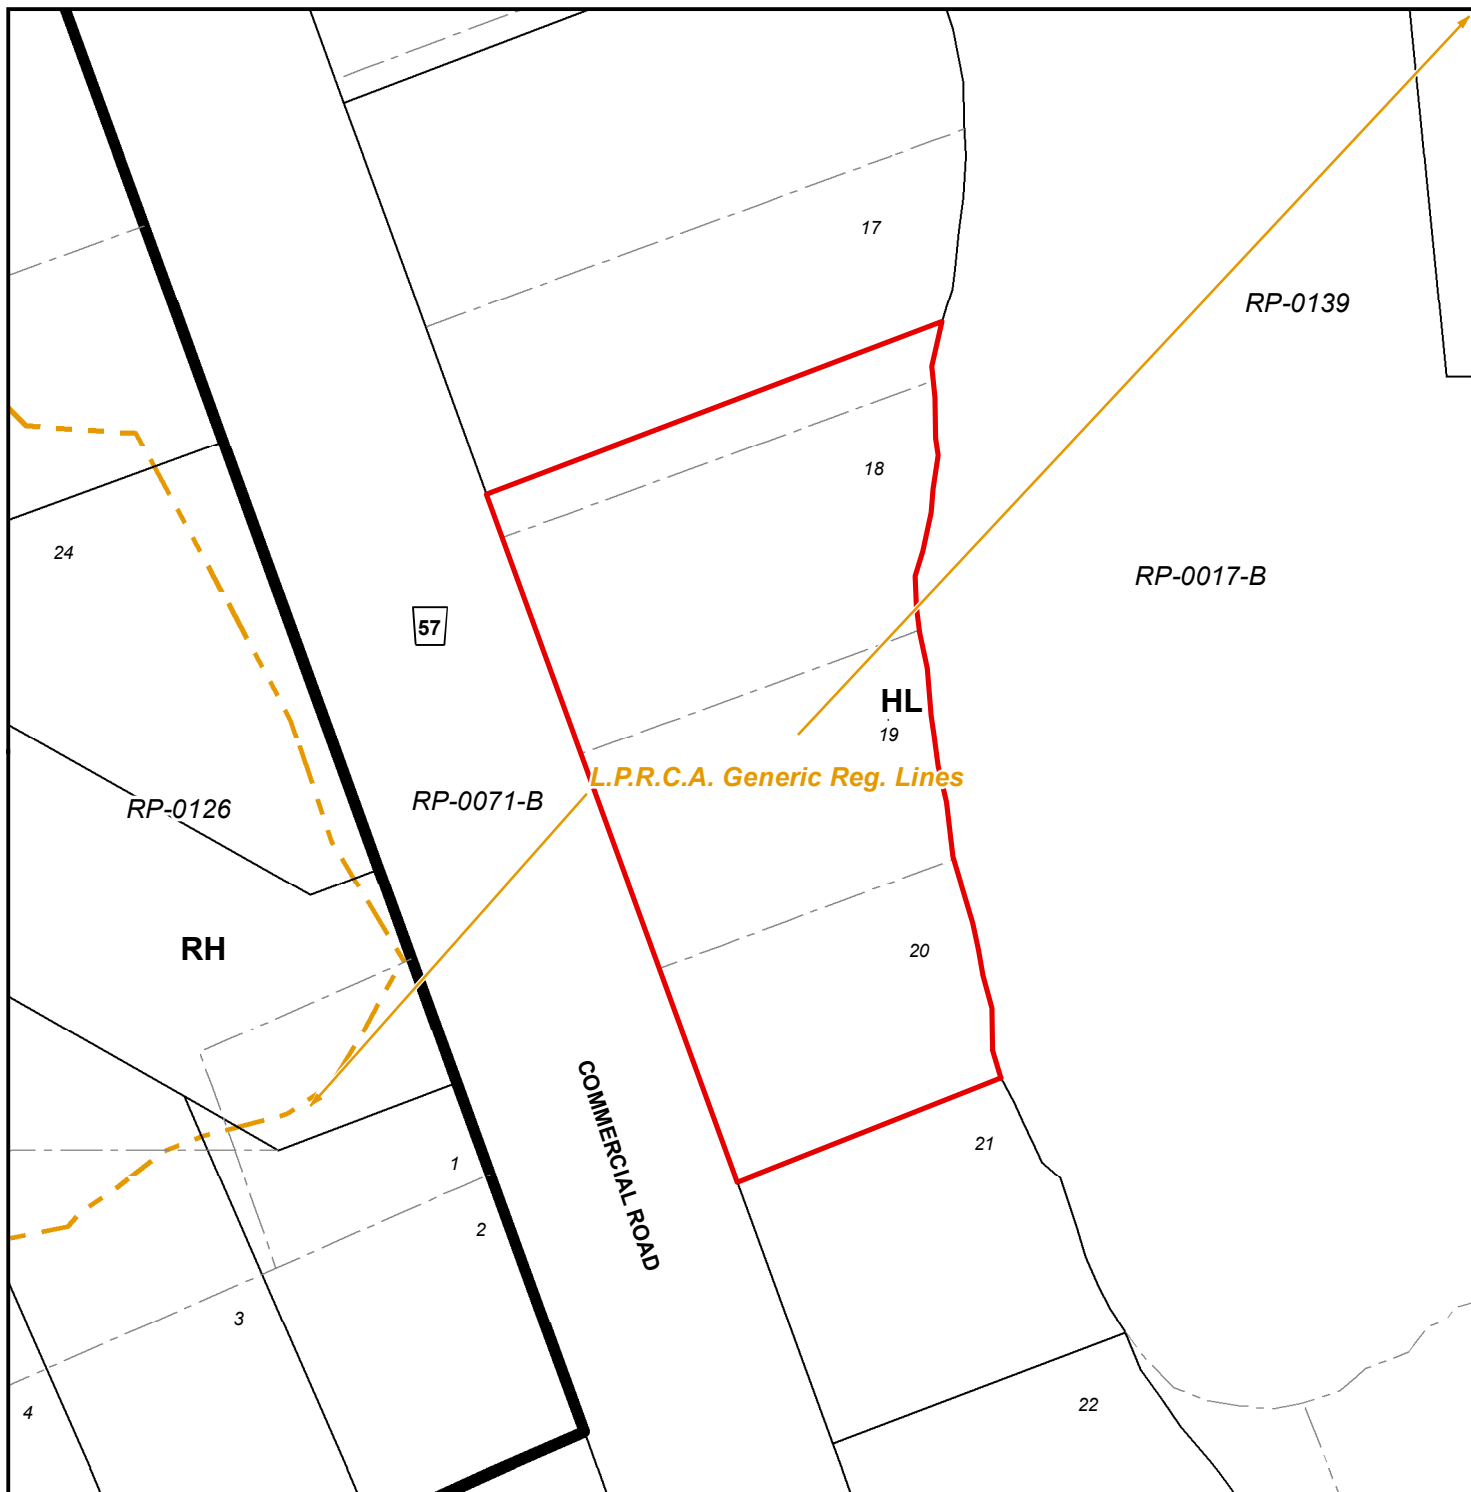 17
RP-0139
18
24
RP-0017-B
57
HL
19
L.P.R.C.A. Generic Reg. Lines
RP-0126
RP-0071-B
RH
20
COMMERCIAL ROAD
21
1
2
3
22
4